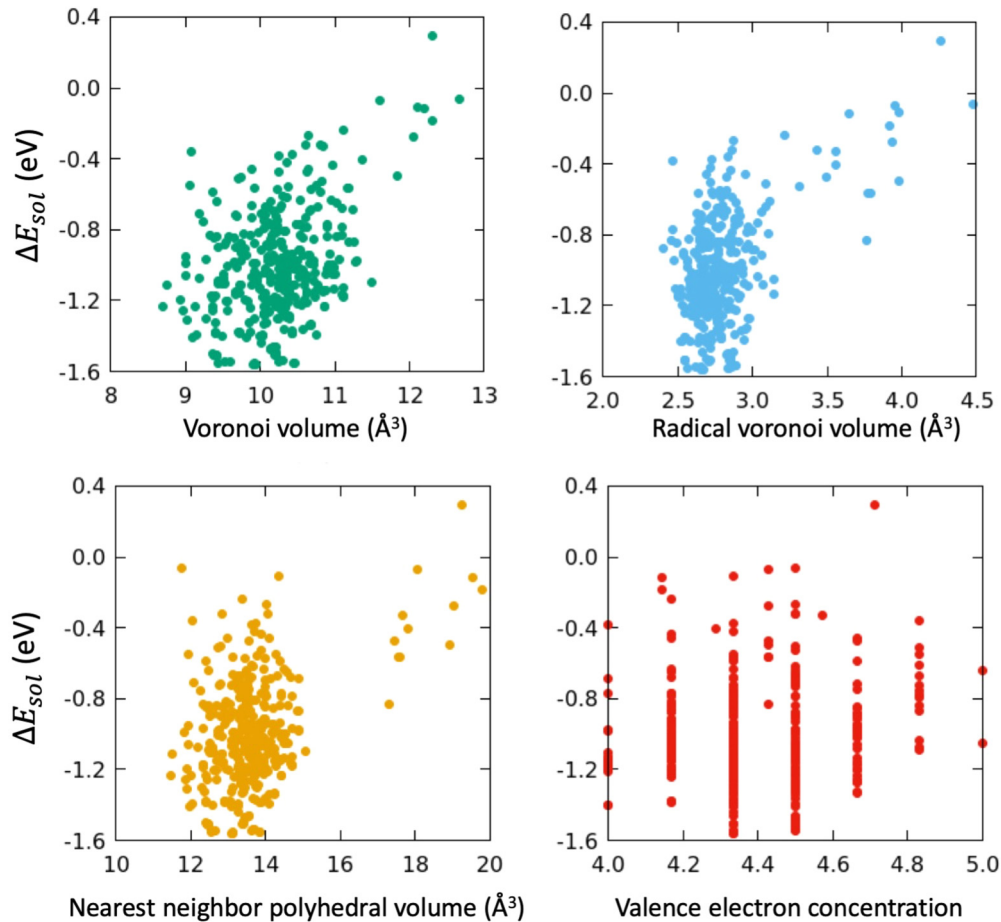 0.4
0.0
-0.4
-0.8
-1.2
-1.6
ΔE_sol (eV)
8 9 10 11 12 13
Voronoi volume (Å³)
0.4
0.0
-0.4
-0.8
-1.2
-1.6
2.0 2.5 3.0 3.5 4.0 4.5
Radical voronoi volume (Å³)
0.4
0.0
-0.4
-0.8
-1.2
-1.6
ΔE_sol (eV)
10 12 14 16 18 20
Nearest neighbor polyhedral volume (Å³)
0.4
0.0
-0.4
-0.8
-1.2
-1.6
4.0 4.2 4.4 4.6 4.8 5.0
Valence electron concentration